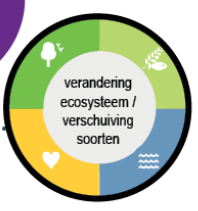 verandering
ecosysteem /
verschuiving
soorten